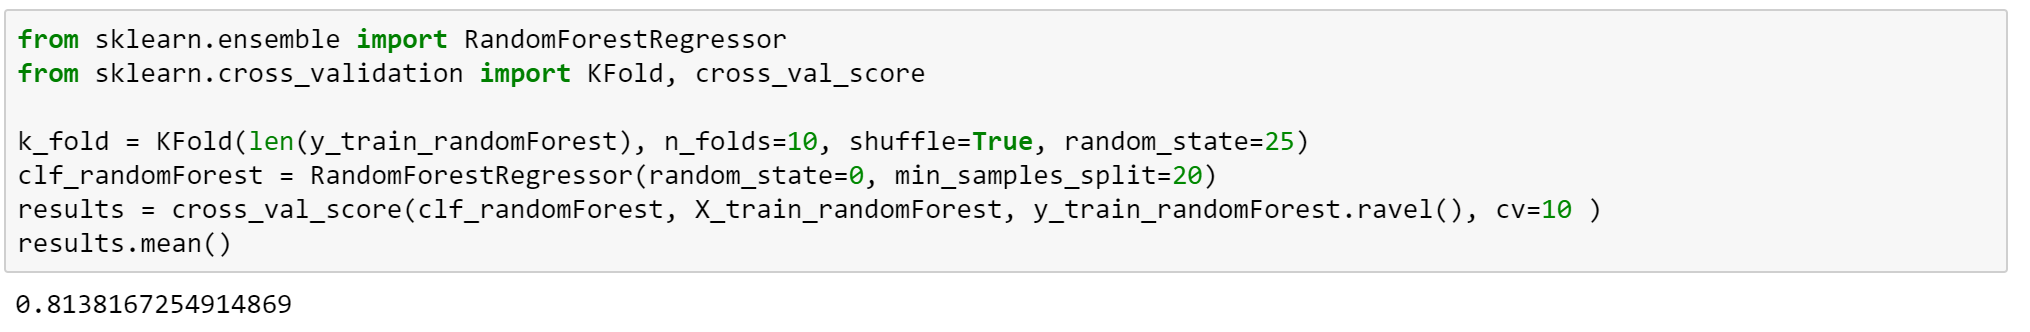 from sklearn.ensemble import RandomForestRegressor
from sklearn.cross_validation import KFold, cross_val_score
k_fold = KFold(len(y_train_randomForest), n_folds=10, shuffle=True, random_state=25)
clf_randomForest = RandomForestRegressor(random_state=0, min_samples_split=20)
results = cross_val_score(clf_randomForest, X_train_randomForest, y_train_randomForest.ravel(), cv=10 )
results.mean()
0.8138167254914869